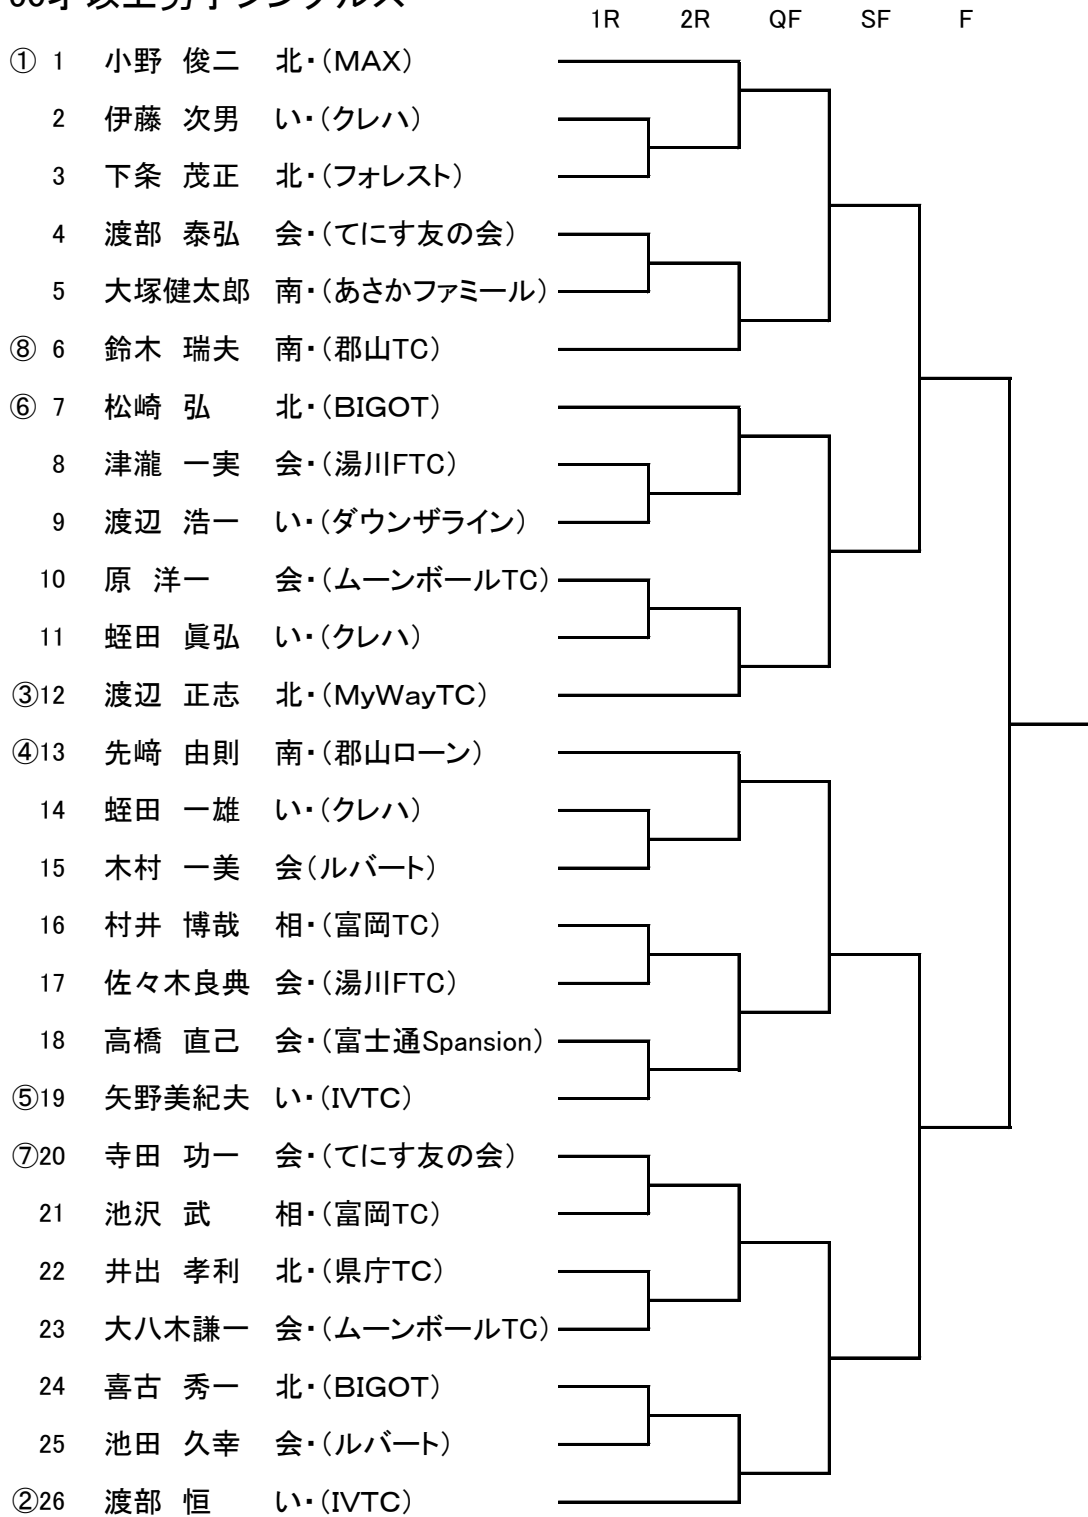 才以上男子シングルス
1R 2R QF SF F
① 1 小野 俊二 北・(MAX)
2 伊藤 次男 い・(クレハ)
3 下条 茂正 北・(フォレスト)
4 渡部 泰弘 会・(てにす友の会)
5 大塚健太郎 南・(あさかファミール)
⑧ 6 鈴木 瑞夫 南・(郡山TC)
⑥ 7 松崎 弘 北・(BIGOT)
8 津瀧 一実 会・(湯川FTC)
9 渡辺 浩一 い・(ダウンザライン)
10 原 洋一 会・(ムーンボールTC)
11 蛭田 眞弘 い・(クレハ)
③12 渡辺 正志 北・(MyWayTC)
④13 先﨑 由則 南・(郡山ローン)
14 蛭田 一雄 い・(クレハ)
15 木村 一美 会(ルバート)
16 村井 博哉 相・(富岡TC)
17 佐々木良典 会・(湯川FTC)
18 高橋 直己 会・(富士通Spansion)
⑤19 矢野美紀夫 い・(IVTC)
⑦20 寺田 功一 会・(てにす友の会)
21 池沢 武 相・(富岡TC)
22 井出 孝利 北・(県庁TC)
23 大八木謙一 会・(ムーンボールTC)
24 喜古 秀一 北・(BIGOT)
25 池田 久幸 会・(ルバート)
②26 渡部 恒 い・(IVTC)